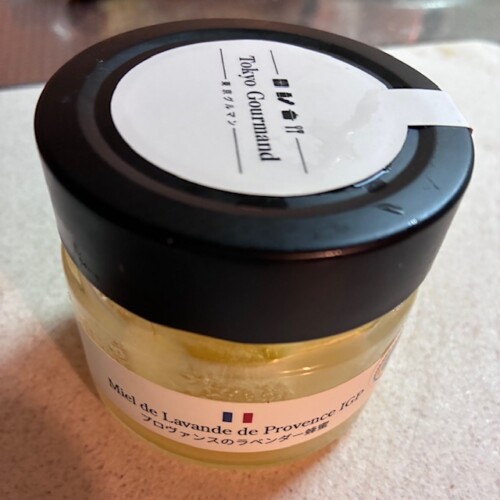 Tokyo Gourmand
東京グルマン
Miel de Lavande de Provence IGP
プロヴァンスのラベンダー蜂蜜